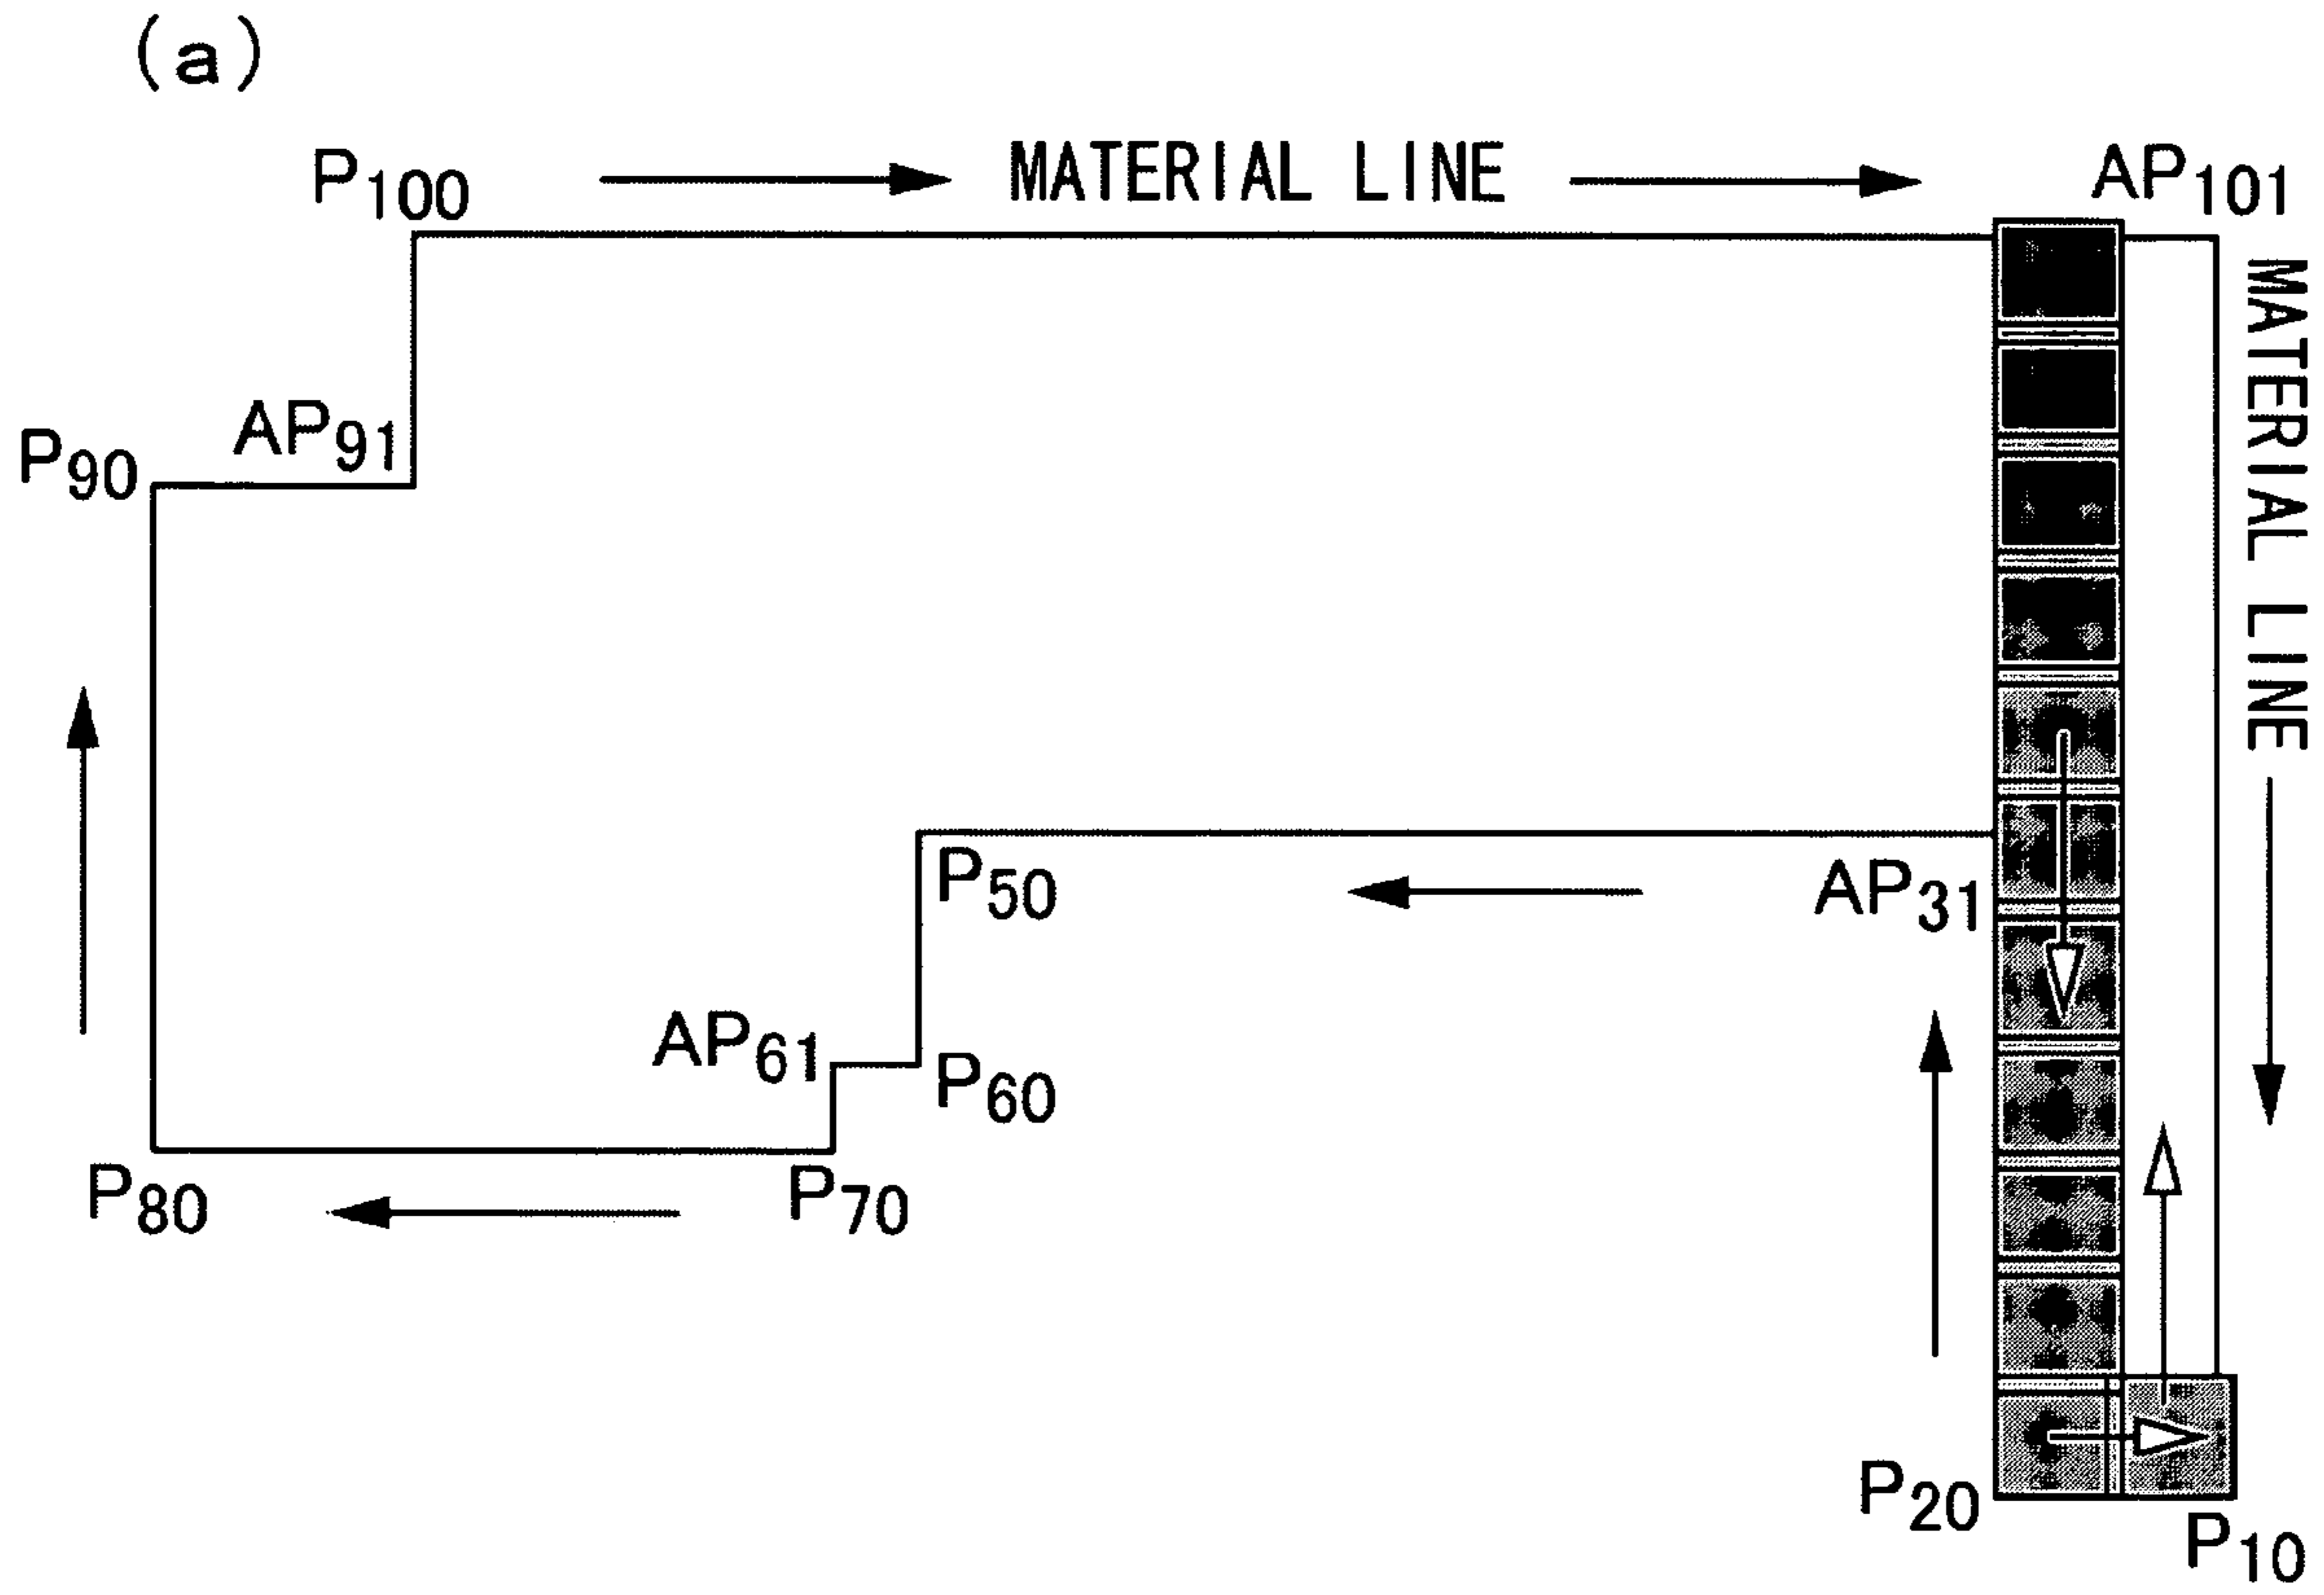 (a)
P100 MATERIAL LINE AP101
MATERIAL LINE
AP91
P90
P50
AP31
AP61
P60
P80
P70
P20
P10